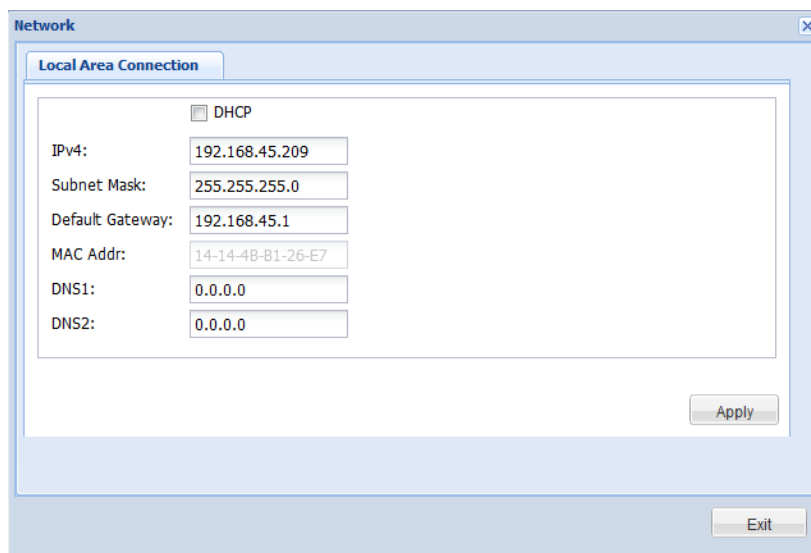 Network
Local Area Connection
DHCP
IPv4: 192.168.45.209
Subnet Mask: 255.255.255.0
Default Gateway: 192.168.45.1
MAC Addr: 14-14-4B-B1-26-E7
DNS1: 0.0.0.0
DNS2: 0.0.0.0
Apply
Exit